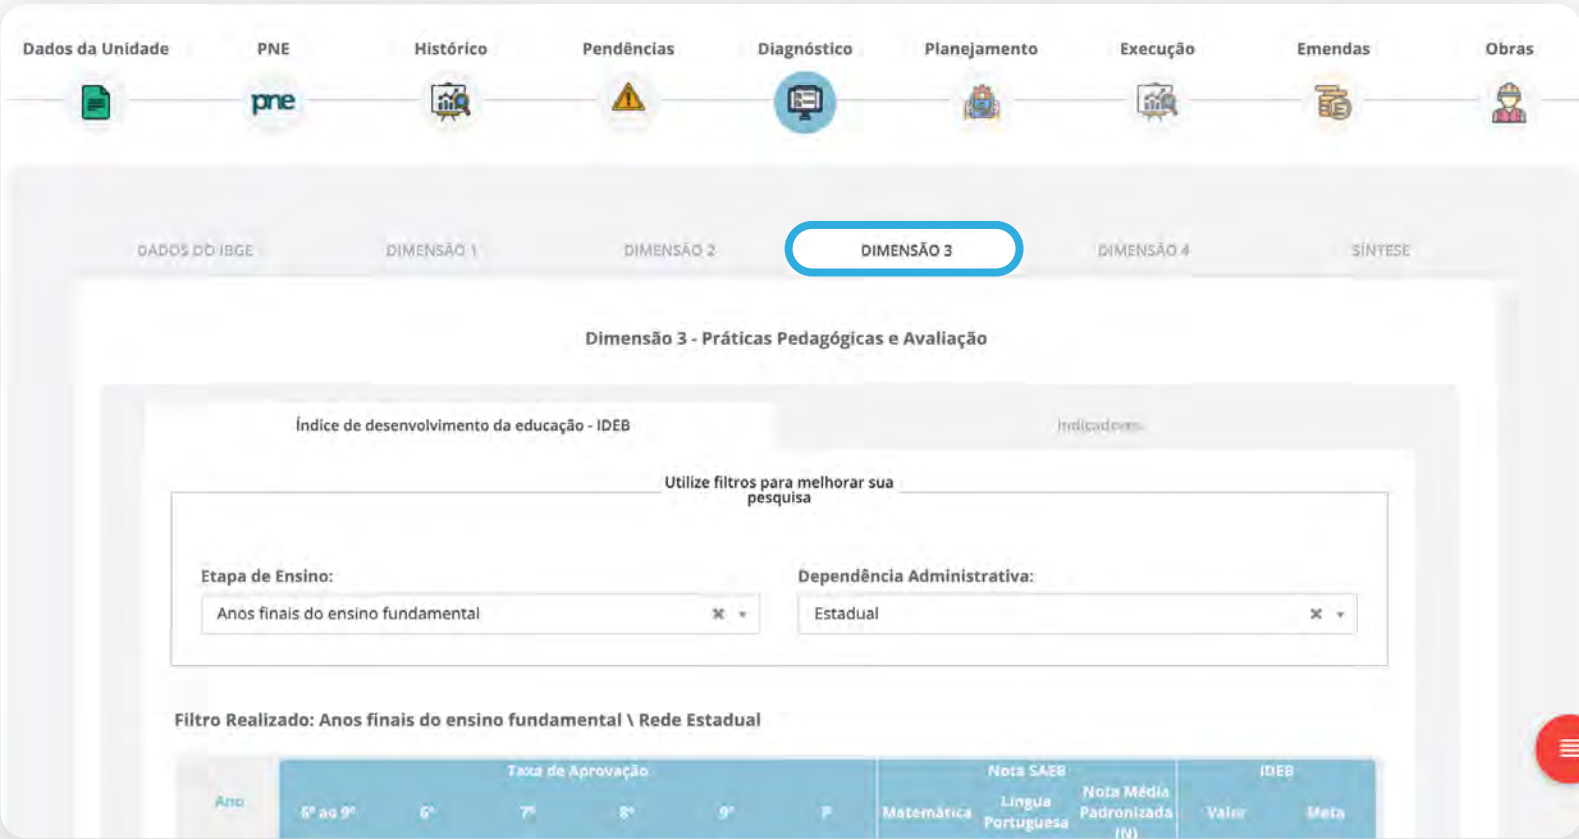 Dados da Unidade PNE Histórico Pendências Diagnóstico Planejamento Execução Emendas Obras
pne
DADOS DO IBGE DIMENSÃO 1 DIMENSÃO 2 DIMENSÃO 3 DIMENSÃO 4 SÍNTESE
Dimensão 3 - Práticas Pedagógicas e Avaliação
Índice de desenvolvimento da educação - IDEB Indicadores
Utilize filtros para melhorar sua
pesquisa
Etapa de Ensino: Dependência Administrativa:
Anos finais do ensino fundamental Estadual
Filtro Realizado: Anos finais do ensino fundamental \ Rede Estadual
Taxa de Aprovação Nota SAEB IDEB
Ano 6º ao 9º 6º 7º 8º 9º P Matemática Língua Portuguesa Nota Média Padronizada (N) Valor Meta